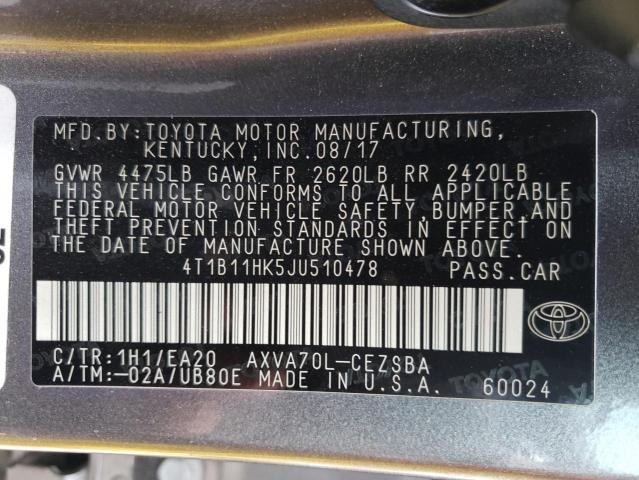 MFD.BY:TOYOTA MOTOR MANUFACTURING,
KENTUCKY,INC.08/17
GVWR 4475LB GAWR FR 2620LB RR 2420LB
THIS VEHICLE CONFORMS TO ALL APPLICABLE
FEDERAL MOTOR VEHICLE SAFETY,BUMPER,AND
THEFT PREVENTION STANDARDS IN EFFECT ON
THE DATE OF MANUFACTURE SHOWN ABOVE.
4T1B11HK5JU510478 PASS.CAR
C/TR:1H1/EA20 AXVA70L-CEZSBA
A/TM:-02A/UB80E MADE IN U.S.A. 60024